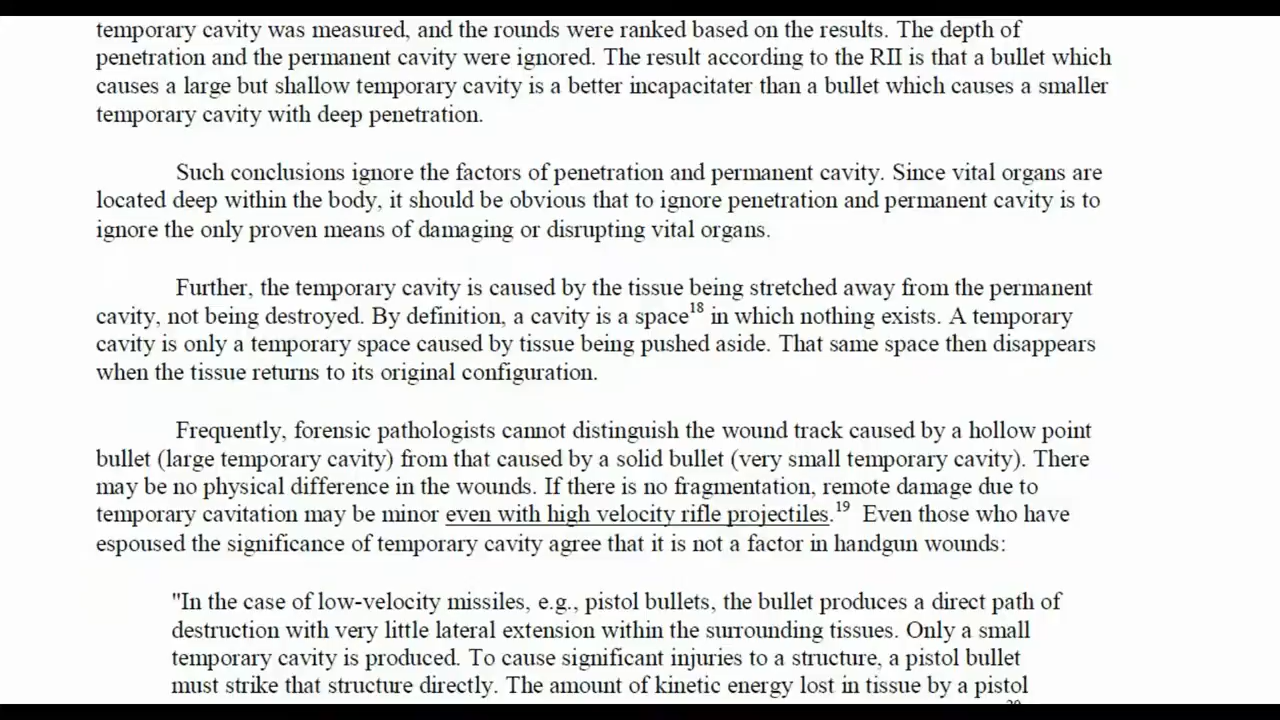 temporary cavity was measured, and the rounds were ranked based on the results. The depth of
penetration and the permanent cavity were ignored. The result according to the RII is that a bullet which
causes a large but shallow temporary cavity is a better incapacitater than a bullet which causes a smaller
temporary cavity with deep penetration.
Such conclusions ignore the factors of penetration and permanent cavity. Since vital organs are
located deep within the body, it should be obvious that to ignore penetration and permanent cavity is to
ignore the only proven means of damaging or disrupting vital organs.
Further, the temporary cavity is caused by the tissue being stretched away from the permanent
cavity, not being destroyed. By definition, a cavity is a space18 in which nothing exists. A temporary
cavity is only a temporary space caused by tissue being pushed aside. That same space then disappears
when the tissue returns to its original configuration.
Frequently, forensic pathologists cannot distinguish the wound track caused by a hollow point
bullet (large temporary cavity) from that caused by a solid bullet (very small temporary cavity). There
may be no physical difference in the wounds. If there is no fragmentation, remote damage due to
temporary cavitation may be minor even with high velocity rifle projectiles.19 Even those who have
espoused the significance of temporary cavity agree that it is not a factor in handgun wounds:
"In the case of low-velocity missiles, e.g., pistol bullets, the bullet produces a direct path of
destruction with very little lateral extension within the surrounding tissues. Only a small
temporary cavity is produced. To cause significant injuries to a structure, a pistol bullet
must strike that structure directly. The amount of kinetic energy lost in tissue by a pistol